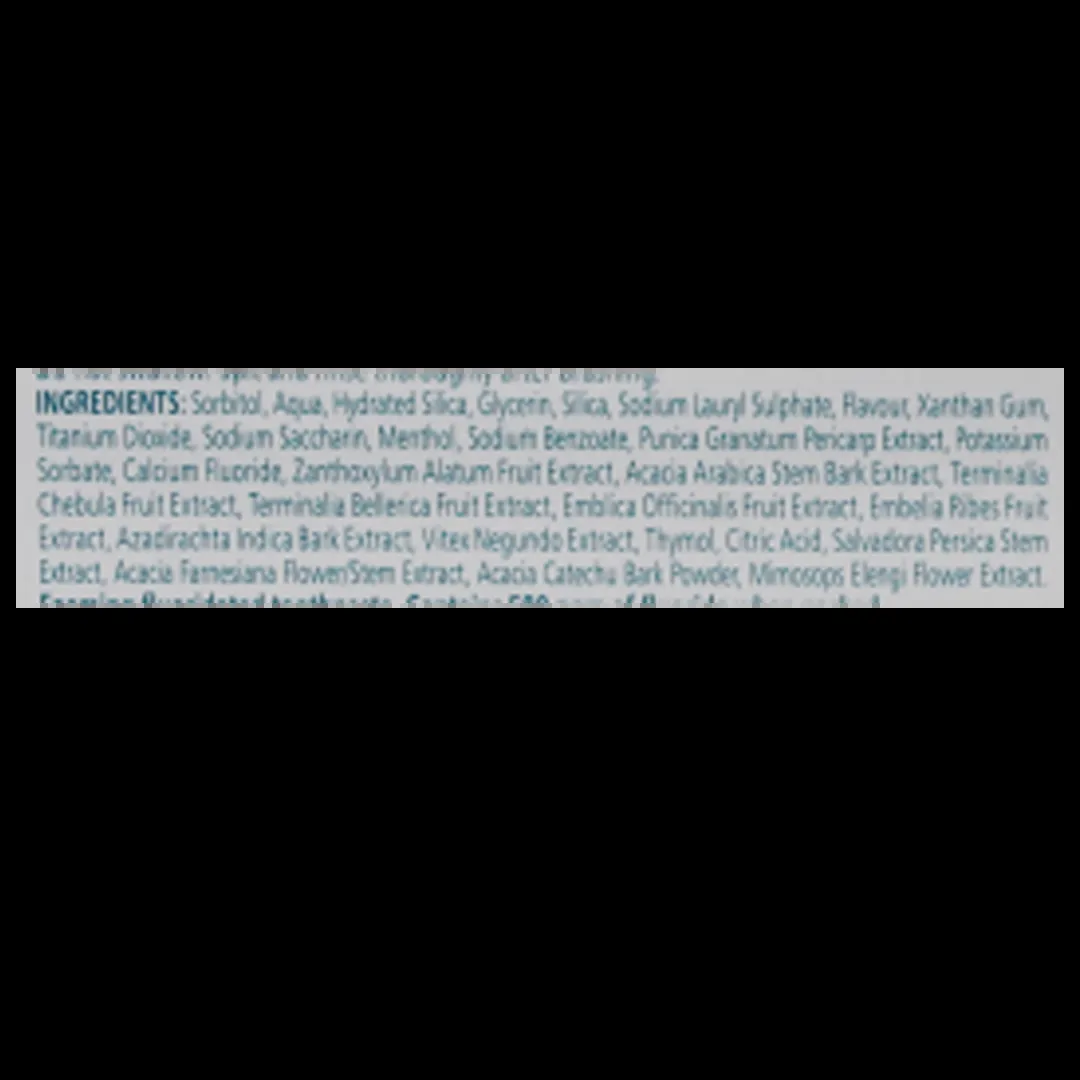 INGREDIENTS: Sorbitol, Aqua, Hydrated Silica, Glycerin, Silica, Sodium Lauryl Sulphate, Flavour, Xanthan Gum,
Titanium Dioxide, Sodium Saccharin, Menthol, Sodium Benzoate, Punica Granatum Pericarp Extract, Potassium
Sorbate, Calcium Fluoride, Zanthoxylum Alatum Fruit Extract, Acacia Arabica Stem Bark Extract, Terminalia
Chebula Fruit Extract, Terminalia Bellerica Fruit Extract, Emblica Officinalis Fruit Extract, Embelia Ribes Fruit
Extract, Azadirachta Indica Bark Extract, Vitex Negundo Extract, Thymol, Citric Acid, Salvadora Persica Stem
Extract, Acacia Farnesiana Flower/Stem Extract, Acacia Catechu Bark Powder, Mimosops Elengi Flower Extract.